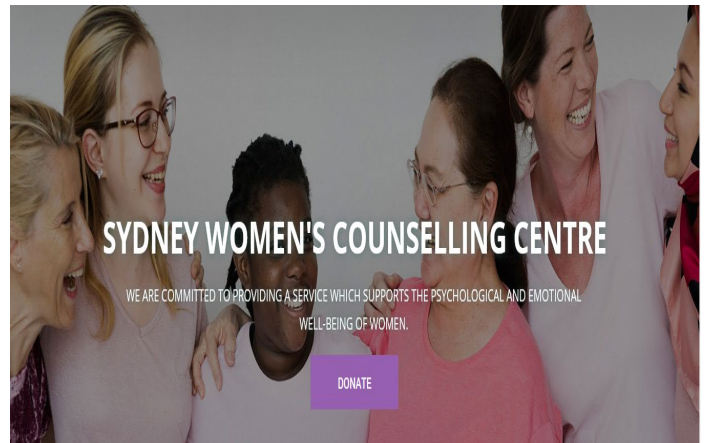 SYDNEY WOMEN'S COUNSELLING CENTRE
WE ARE COMMITTED TO PROVIDING A SERVICE WHICH SUPPORTS THE PSYCHOLOGICAL AND EMOTIONAL
WELL-BEING OF WOMEN.
DONATE